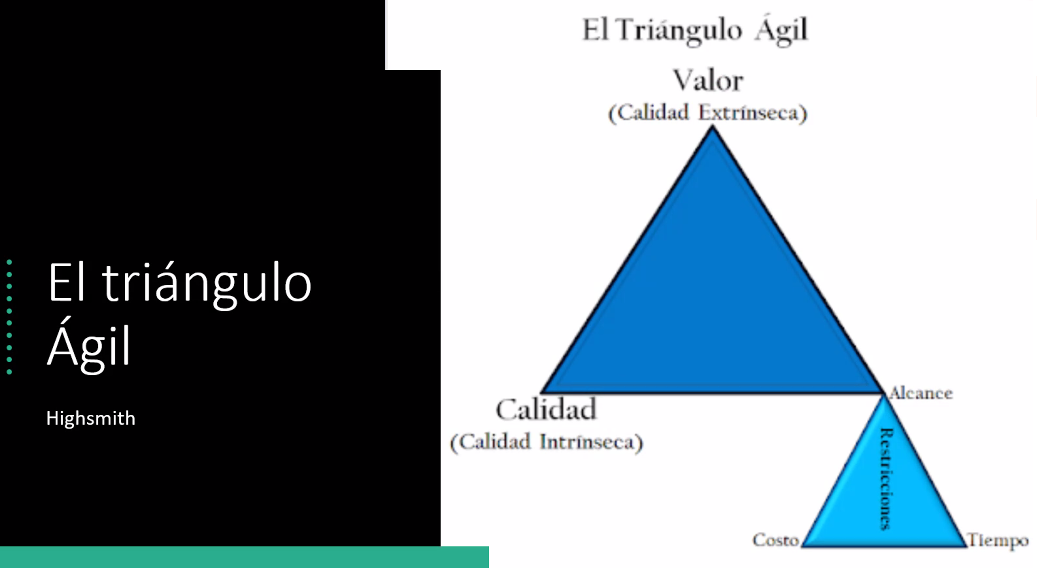 El triángulo
Ágil
Highsmith
El Triángulo Ágil
Valor
(Calidad Extrínseca)
Calidad
(Calidad Intrínseca)
Alcance
Restricciones
Costo
Tiempo